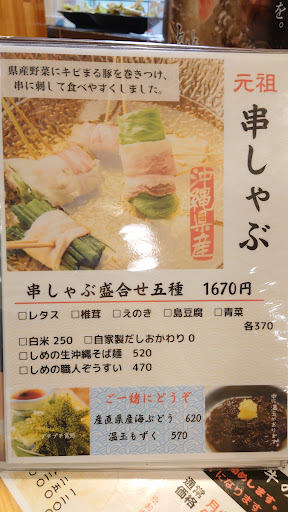 県産野菜にキビまる豚を巻きつけ、
串に刺して食べやすくしました。
元祖
串しゃぶ
沖縄県産
串しゃぶ盛合せ五種 1670円
□レタス □椎茸 □えのき □島豆腐 □青菜
各370
□白米 250 □自家製だしおかわり 0
□しめの生沖縄そば麺 520
□しめの職人ぞうすい 470
ご一緒にどうぞ
産直県産海ぶどう 620
温玉もずく 570
通常
価格